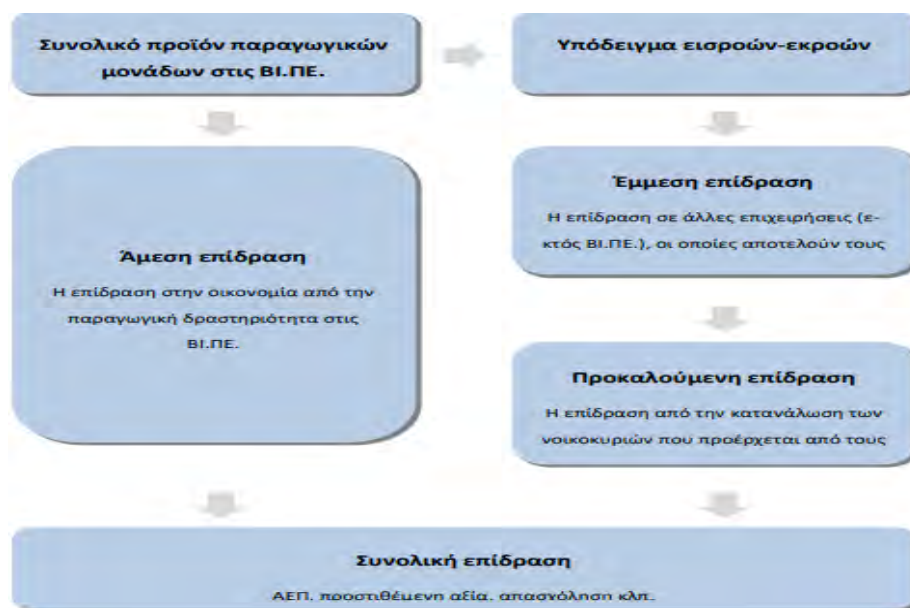 Συνολικό προϊόν παραγωγικών
μονάδων στις ΒΙ.ΠΕ.
Υπόδειγμα εισροών-εκροών
Άμεση επίδραση
Η επίδραση στην οικονομία από την
παραγωγική δραστηριότητα στις
ΒΙ.ΠΕ.
Έμμεση επίδραση
Η επίδραση σε άλλες επιχειρήσεις (ε-
κτός ΒΙ.ΠΕ.), οι οποίες αποτελούν τους
Προκαλούμενη επίδραση
Η επίδραση από την κατανάλωση των
νοικοκυριών που προέρχεται από τους
Συνολική επίδραση
ΑΕΠ, προστιθέμενη αξία, απασχόληση κλπ.